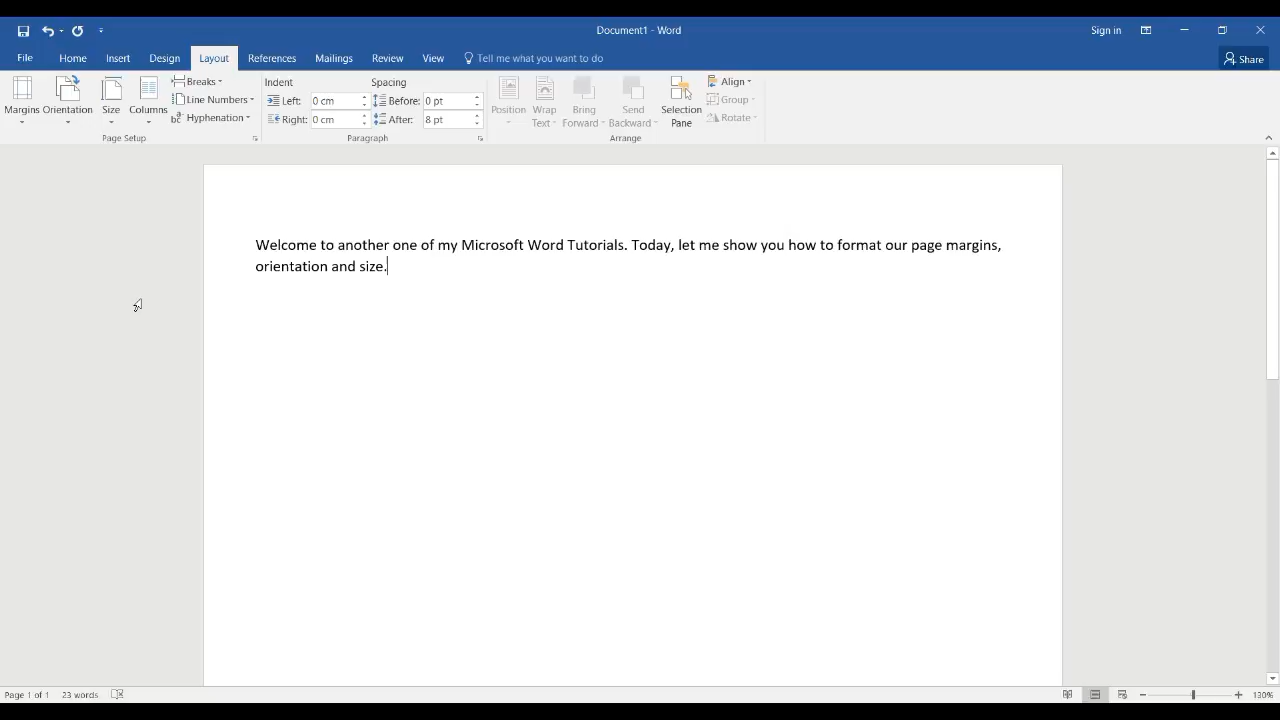 Document1 - Word
Sign in
File Home Insert Design Layout References Mailings Review View Tell me what you want to do Share
Margins Orientation Size Columns
Breaks
Line Numbers
Hyphenation
Page Setup
Indent
Left: 0 cm
Right: 0 cm
Spacing
Before: 0 pt
After: 8 pt
Paragraph
Position
Wrap Text
Bring Forward
Send Backward
Selection Pane
Align
Group
Rotate
Arrange
Welcome to another one of my Microsoft Word Tutorials. Today, let me show you how to format our page margins,
orientation and size.
Page 1 of 1 23 words 130%